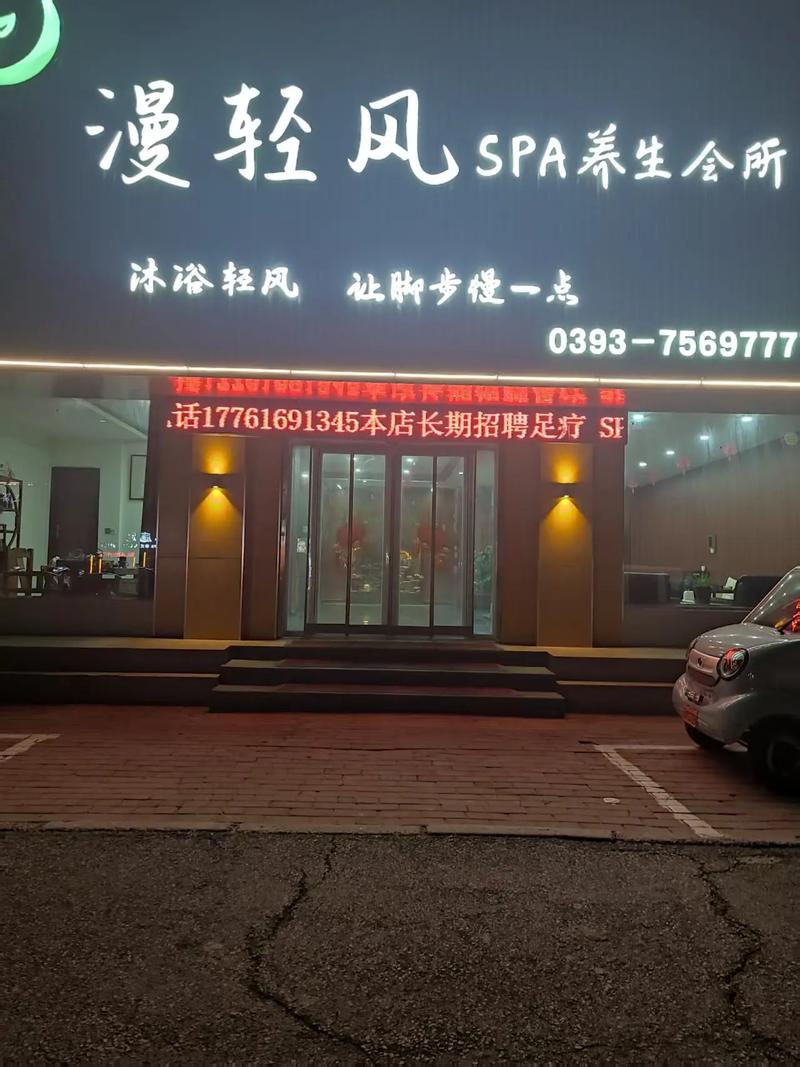 漫轻风 SPA养生会所
沐浴轻风 让脚步慢一点
0393-7569777
话17761691345本店长期招聘足疗 SP